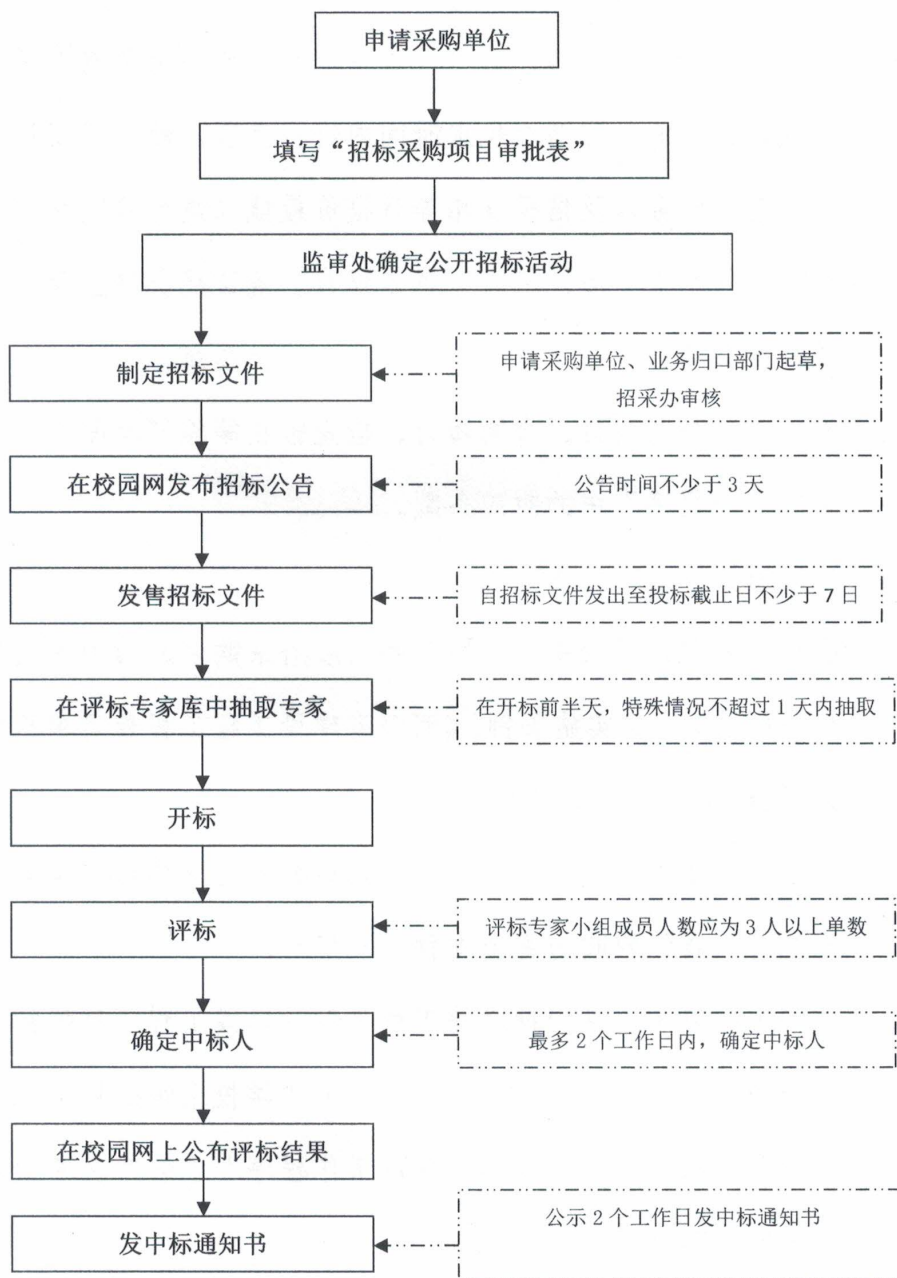 申请采购单位
填写“招标采购项目审批表”
监审处确定公开招标活动
制定招标文件
申请采购单位、业务归口部门起草，
招采办审核
在校园网发布招标公告
公告时间不少于 3 天
发售招标文件
自招标文件发出至投标截止日不少于 7 日
在评标专家库中抽取专家
在开标前半天，特殊情况不超过 1 天内抽取
开标
评标
评标专家小组成员人数应为 3 人以上单数
确定中标人
最多 2 个工作日内，确定中标人
在校园网上公布评标结果
公示 2 个工作日发中标通知书
发中标通知书